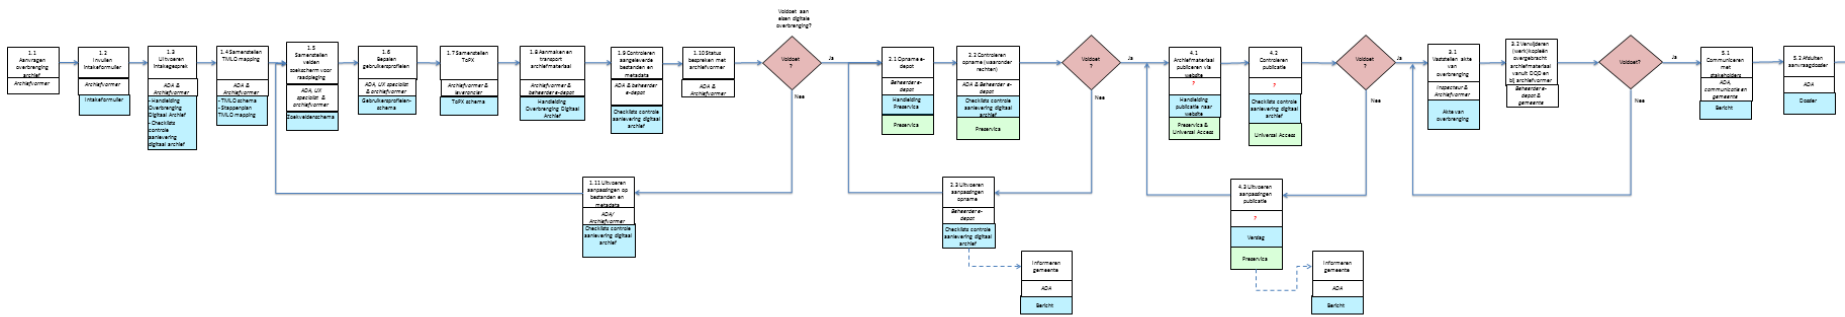 1.1
Aanvragen
overbrenging
archief
Archiefvormer
1.2
Invullen
intakeformulier
Archiefvormer
Intakeformulier
1.3
Uitvoeren
intakegesprek
ADA &
Archiefvormer
- Handleiding
Overbrenging
Digitaal Archief
- Checklists
controle
aanlevering
digitaal archief
1.4 Samenstellen
TMLO mapping
ADA &
Archiefvormer
- TMLO schema
- Stappenplan
TMLO mapping
1.5
Samenstellen
velden
zoekscherm voor
raadpleging
ADA, UX
specialist &
archiefvormer
Zoekveldenschema
1.6
Bepalen
gebruikersprofielen
ADA, UX specialist
& archiefvormer
Gebruikersprofielen-
schema
1.7 Samenstellen
ToPX
Archiefvormer &
leverancier
ToPX schema
1.8 Aanmaken en
transport
archiefmateriaal
Archiefvormer &
beheerder e-depot
Handleiding
Overbrenging Digitaal
Archief
1.9 Controleren
aangeleverde
bestanden en
metadata
ADA & beheerder
e-depot
Checklists controle
aanlevering digitaal
archief
1.10 Status
bespreken met
archiefvormer
ADA &
Archiefvormer
Voldoet aan
eisen digitale
overbrenging?
Voldoet
?
Ja
Nee
1.11 Uitvoeren
aanpassingen op
bestanden en
metadata
ADA/
Archiefvormer
Checklists controle
aanlevering digitaal
archief
2.1 Opname e-
depot
Beheerder e-
depot
Handleiding
Preservica
Preservica
2.2 Controleren
opname (waaronder
rechten)
ADA & Beheerder
e-depot
Checklists controle
aanlevering digitaal
archief
Preservica
Voldoet
?
Ja
Nee
2.3 Uitvoeren
aanpassingen
opname
Beheerder e-
depot
Checklists controle
aanlevering digitaal
archief
Informeren
gemeente
ADA
Bericht
4.1
Archiefmateriaal
publiceren via
website
?
Handleiding
publicatie naar
website
Preservica &
Universal Access
4.2
Controleren
publicatie
?
Checklists controle
aanlevering digitaal
archief
Universal Access
Voldoet
?
Ja
Nee
4.3 Uitvoeren
aanpassingen
publicatie
?
Verslag
Preservica
Informeren
gemeente
ADA
Bericht
3.1
Vaststellen akte
van
overbrenging
Inspecteur &
Archiefvormer
Akte van
overbrenging
3.2 Verwijderen
(werk)kopieën
overgebracht
archiefmateriaal
vanuit DQD en
bij archiefvormer
Beheerder e-
depot &
gemeente
Voldoet?
Ja
Nee
5.1
Communiceren
met
stakeholders
ADA,
communicatie en
gemeente
Bericht
5.2 Afsluiten
aanvraagdossier
ADA
Dossier